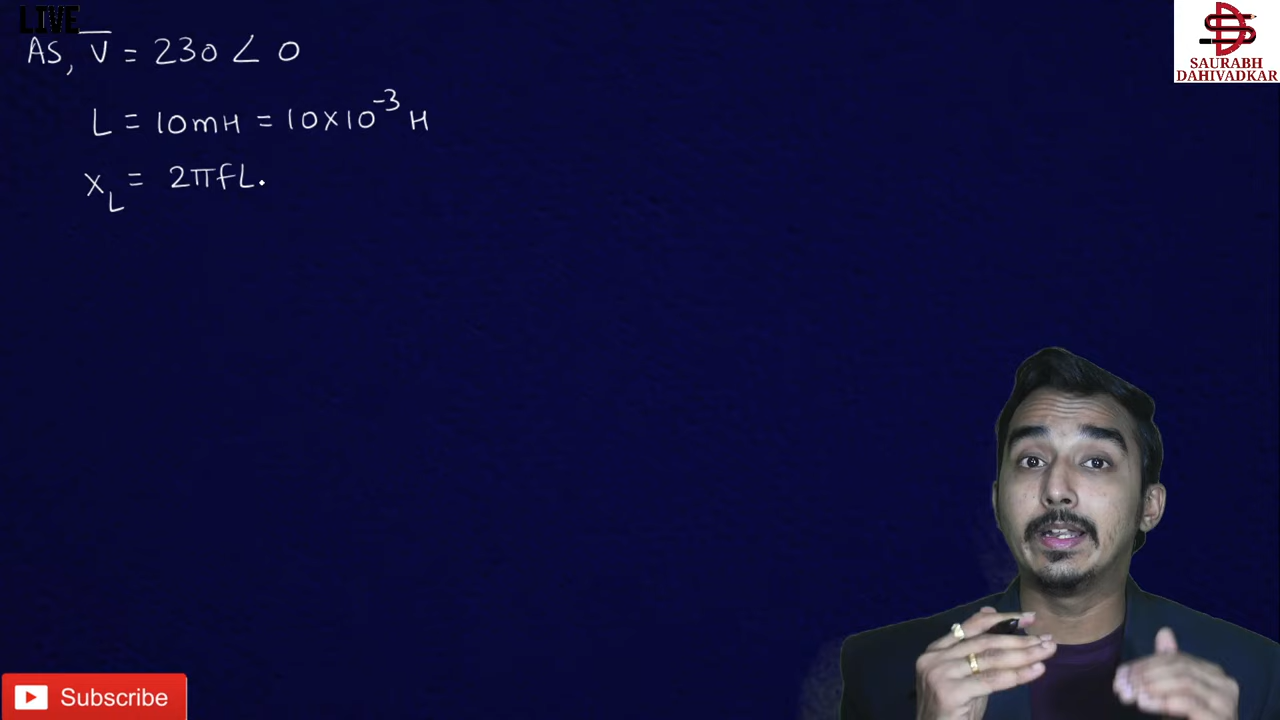 LIVE
AS, V̅ = 230 ∠ 0
L = 10mH = 10×10⁻³ H
X_L = 2πfL.
SAURABH
DAHIVADKAR
Subscribe